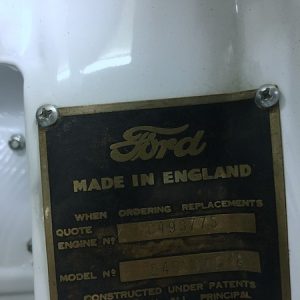 Ford
MADE IN ENGLAND
WHEN ORDERING REPLACEMENTS
QUOTE
ENGINE Nº
MODEL Nº
CONSTRUCTED UNDER PATENTS
ALL PRINCIPAL